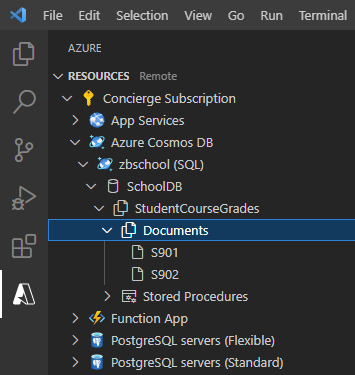 File Edit Selection View Go Run Terminal
AZURE
RESOURCES Remote
Concierge Subscription
App Services
Azure Cosmos DB
zbschool (SQL)
SchoolDB
StudentCourseGrades
Documents
S901
S902
Stored Procedures
Function App
PostgreSQL servers (Flexible)
PostgreSQL servers (Standard)